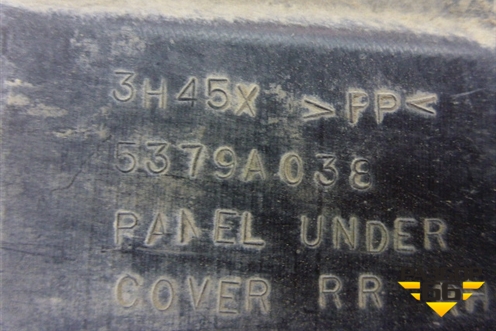 3H45X >PP<
5379A038
PANEL UNDER
COVER RR